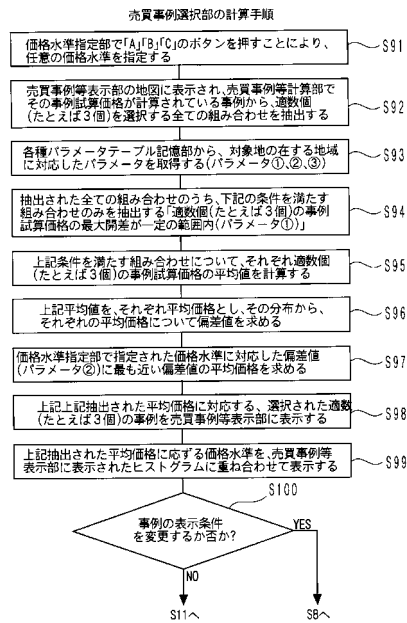 売買事例選択部の計算手順
価格水準指定部で「A」「B」「C」のボタンを押すことにより、
任意の価格水準を指定する
S91
売買事例等表示部の地図に表示され、売買事例等計算部で
その事例試算価格が計算されている事例から、適数個
(たとえば3個)を選択する全ての組み合わせを抽出する
S92
各種パラメータテーブル記憶部から、対象地の在する地域
に対応したパラメータを取得する(パラメータ①、②、③)
S93
抽出された全ての組み合わせのうち、下記の条件を満たす
組み合わせのみを抽出する「適数個(たとえば3個)の事例
試算価格の最大開差が一定の範囲内(パラメータ①)」
S94
上記条件を満たす組み合わせについて、それぞれ適数個
(たとえば3個)の事例試算価格の平均値を計算する
S95
上記平均値を、それぞれ平均価格とし、その分布から、
それぞれの平均価格について偏差値を求める
S96
価格水準指定部で指定された価格水準に対応した偏差値
(パラメータ②)に最も近い偏差値の平均価格を求める
S97
上記上記抽出された平均価格に対応する、選択された適数
(たとえば3個)の事例を売買事例等表示部に表示する
S98
上記抽出された平均価格に応ずる価格水準を、売買事例等
表示部に表示されたヒストグラムに重ね合わせて表示する
S99
S100
事例の表示条件
を変更するか否か?
YES
NO
S11へ
S8へ